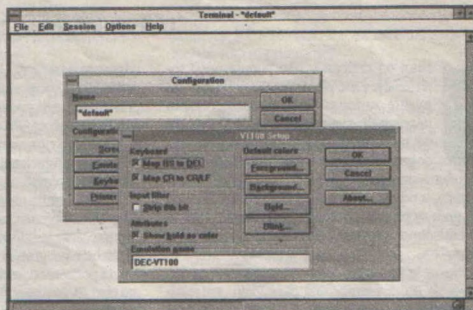 Terminal - "default"
File Edit Session Options Help
Configuration
Name
"default"
OK
Cancel
VT100 Setup
Keyboard
Map BS to DEL
Map CR to CR/LF
Input filter
Strip 8th bit
Attributes
Show bold as color
Emulation name
DEC-VT100
Default colors
Foreground...
Background...
Bold...
Blink...
OK
Cancel
About...
Printer